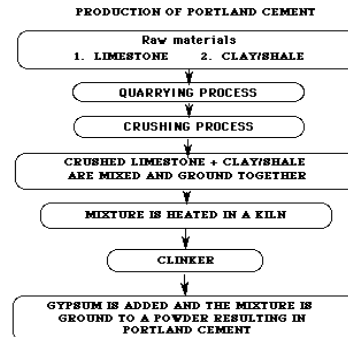 PRODUCTION OF PORTLAND CEMENT
Raw materials
1. LIMESTONE 2. CLAY/SHALE
QUARRYING PROCESS
CRUSHING PROCESS
CRUSHED LIMESTONE + CLAY/SHALE
ARE MIXED AND GROUND TOGETHER
MIXTURE IS HEATED IN A KILN
CLINKER
GYPSUM IS ADDED AND THE MIXTURE IS
GROUND TO A POWDER RESULTING IN
PORTLAND CEMENT